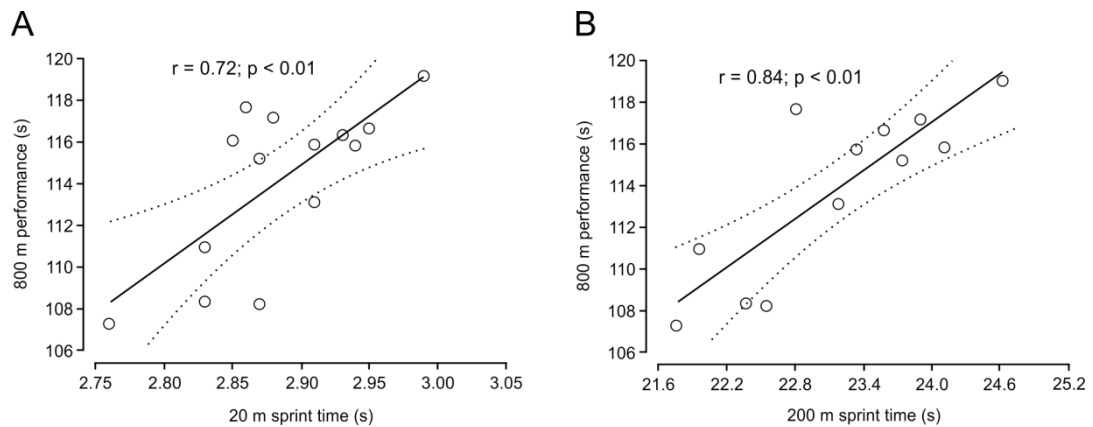 A
r = 0.72; p < 0.01
120
118
116
114
112
110
108
106
800 m performance (s)
2.75 2.80 2.85 2.90 2.95 3.00 3.05
20 m sprint time (s)
B
r = 0.84; p < 0.01
120
118
116
114
112
110
108
106
800 m performance (s)
21.6 22.2 22.8 23.4 24.0 24.6 25.2
200 m sprint time (s)